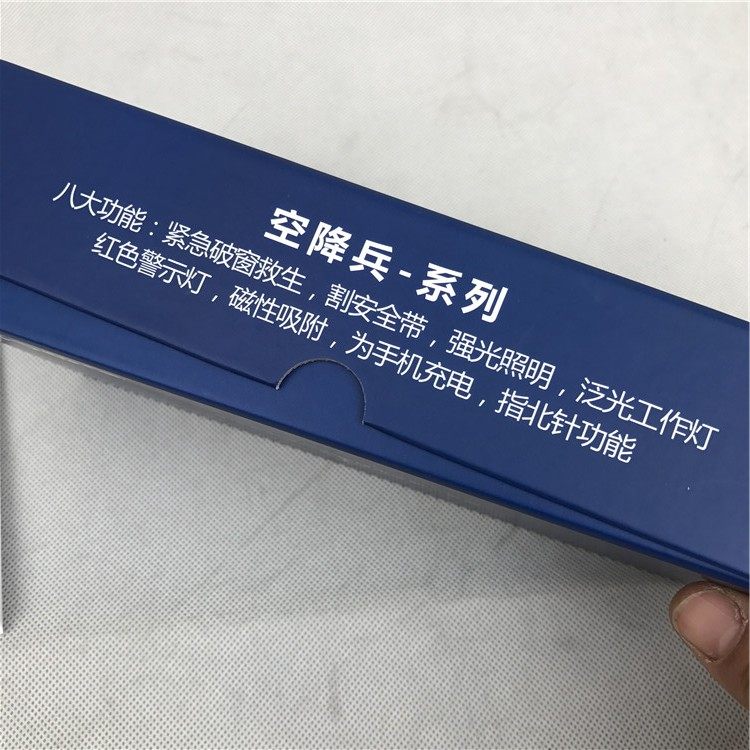 空降兵-系列
八大功能：紧急破窗救生，割安全带，强光照明，泛光工作灯
红色警示灯，磁性吸附，为手机充电，指北针功能